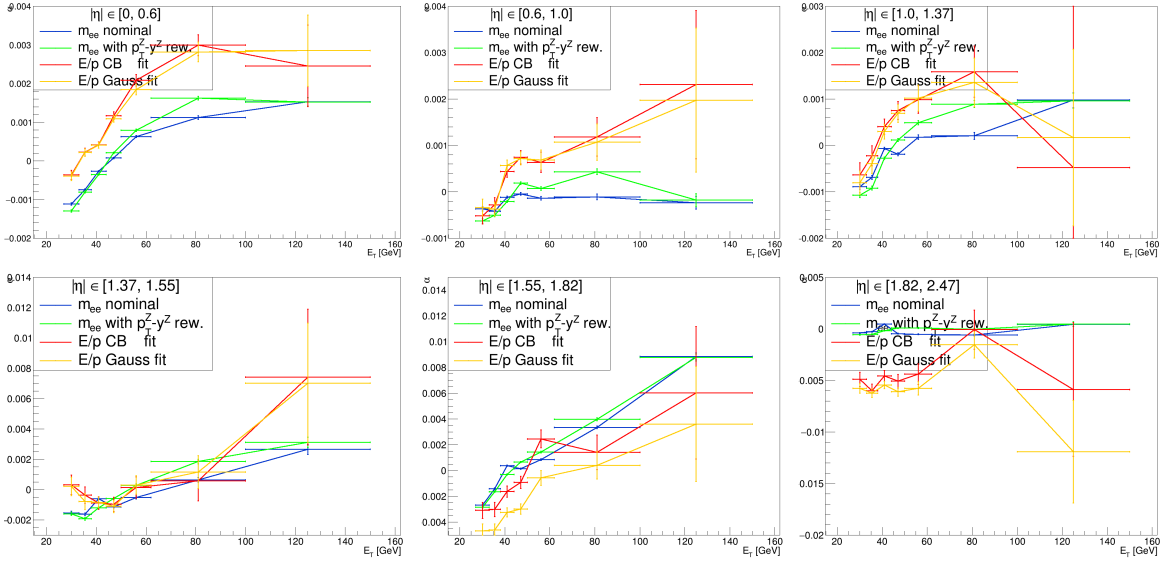 |η| ∈ [0, 0.6]
m_ee nominal
m_ee with p_T^Z-y^Z rew.
E/p CB fit
E/p Gauss fit
0.004
0.003
0.002
0.001
0
−0.001
−0.002
20 40 60 80 100 120 140 160
E_T [GeV]
|η| ∈ [0.6, 1.0]
m_ee nominal
m_ee with p_T^Z-y^Z rew.
E/p CB fit
E/p Gauss fit
0.004
0.003
0.002
0.001
0
−0.001
20 40 60 80 100 120 140 160
E_T [GeV]
|η| ∈ [1.0, 1.37]
m_ee nominal
m_ee with p_T^Z-y^Z rew.
E/p CB fit
E/p Gauss fit
0.003
0.002
0.001
0
−0.001
−0.002
20 40 60 80 100 120 140 160
E_T [GeV]
|η| ∈ [1.37, 1.55]
m_ee nominal
m_ee with p_T^Z-y^Z rew.
E/p CB fit
E/p Gauss fit
0.014
0.012
0.01
0.008
0.006
0.004
0.002
0
−0.002
20 40 60 80 100 120 140 160
E_T [GeV]
α
|η| ∈ [1.55, 1.82]
m_ee nominal
m_ee with p_T^Z-y^Z rew.
E/p CB fit
E/p Gauss fit
0.014
0.012
0.01
0.008
0.006
0.004
0.002
0
0.002
0.004
20 40 60 80 100 120 140 160
E_T [GeV]
|η| ∈ [1.82, 2.47]
m_ee nominal
m_ee with p_T^Z-y^Z rew.
E/p CB fit
E/p Gauss fit
0.005
0
−0.005
−0.01
−0.015
−0.02
20 40 60 80 100 120 140 160
E_T [GeV]